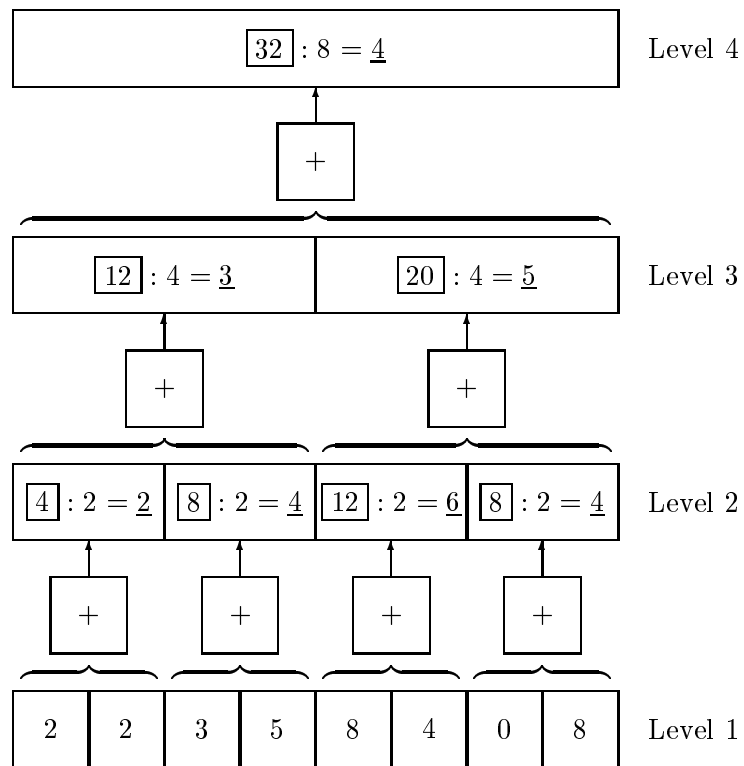 32 : 8 = 4 Level 4
+
12 : 4 = 3 20 : 4 = 5 Level 3
+ +
4 : 2 = 2 8 : 2 = 4 12 : 2 = 6 8 : 2 = 4 Level 2
+ + + +
2 2 3 5 8 4 0 8 Level 1